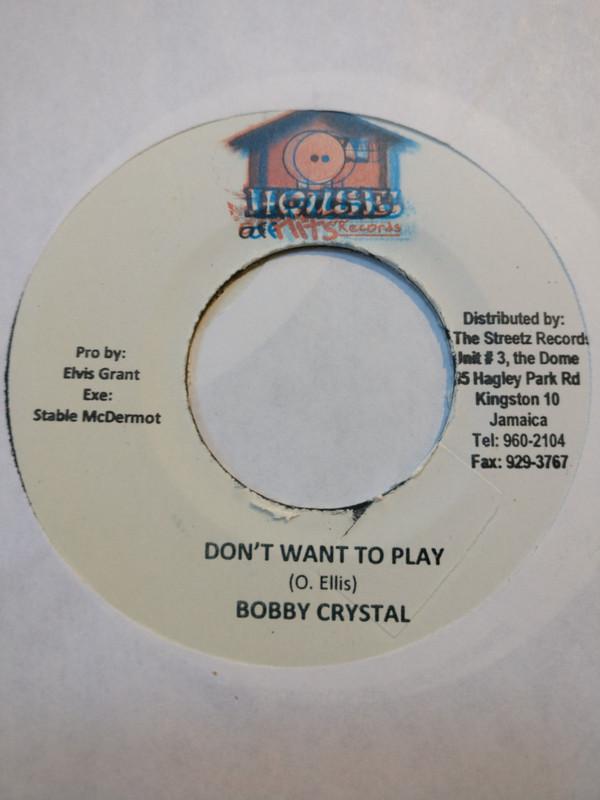 HOUSE
off Hits Records
Pro by:
Elvis Grant
Exe:
Stable McDermot
Distributed by:
The Streetz Records
Unit # 3, the Dome
5 Hagley Park Rd
Kingston 10
Jamaica
Tel: 960-2104
Fax: 929-3767
DON'T WANT TO PLAY
(O. Ellis)
BOBBY CRYSTAL